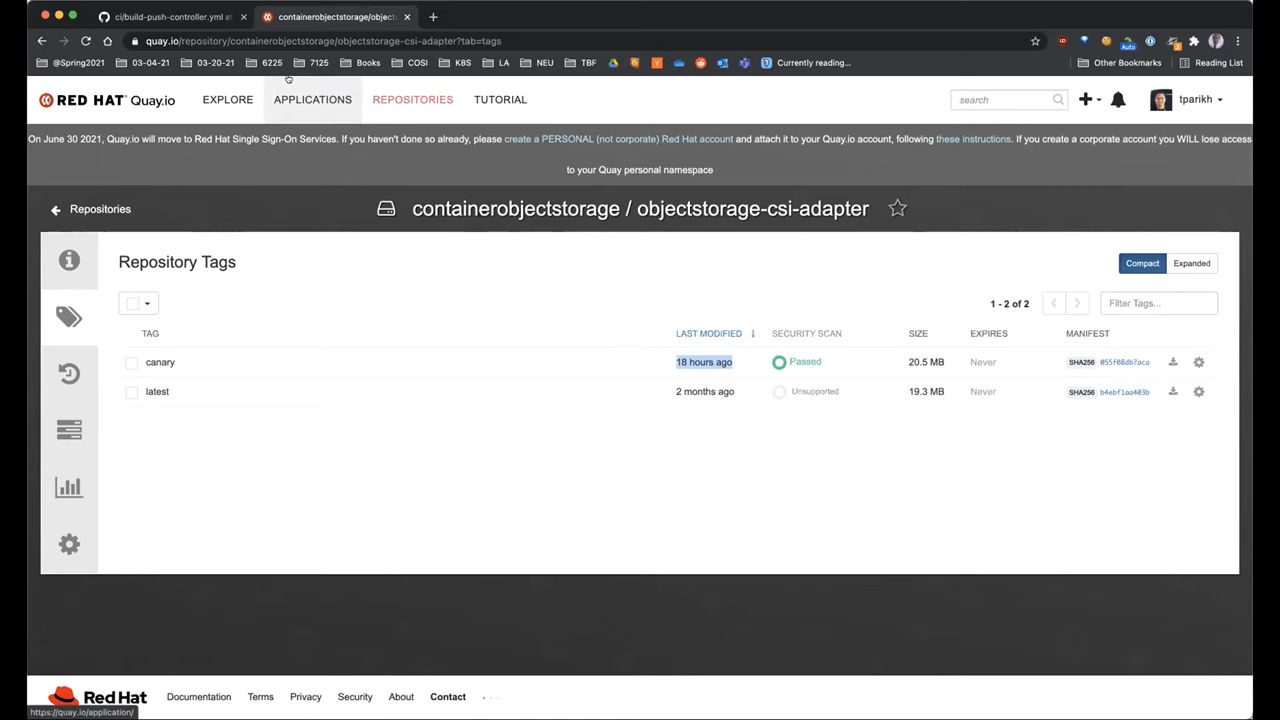 ci/build-push-controller.yml at
containerobjectstorage/objects
quay.io/repository/containerobjectstorage/objectstorage-csi-adapter?tab=tags
Auto
@Spring2021 03-04-21 03-20-21 6225 7125 Books COSI K8S LA NEU TBF Currently reading... Other Bookmarks Reading List
RED HAT Quay.io EXPLORE APPLICATIONS REPOSITORIES TUTORIAL search tparikh
On June 30 2021, Quay.io will move to Red Hat Single Sign-On Services. If you haven't done so already, please create a PERSONAL (not corporate) Red Hat account and attach it to your Quay.io account, following these instructions. If you create a corporate account you WILL lose access
to your Quay personal namespace
Repositories containerobjectstorage / objectstorage-csi-adapter
Repository Tags Compact Expanded
1 - 2 of 2 Filter Tags...
TAG LAST MODIFIED SECURITY SCAN SIZE EXPIRES MANIFEST
canary 18 hours ago Passed 20.5 MB Never SHA256 055f08db7aca
latest 2 months ago Unsupported 19.3 MB Never SHA256 b4ebf1aa403b
Red Hat Documentation Terms Privacy Security About Contact
https://quay.io/application/